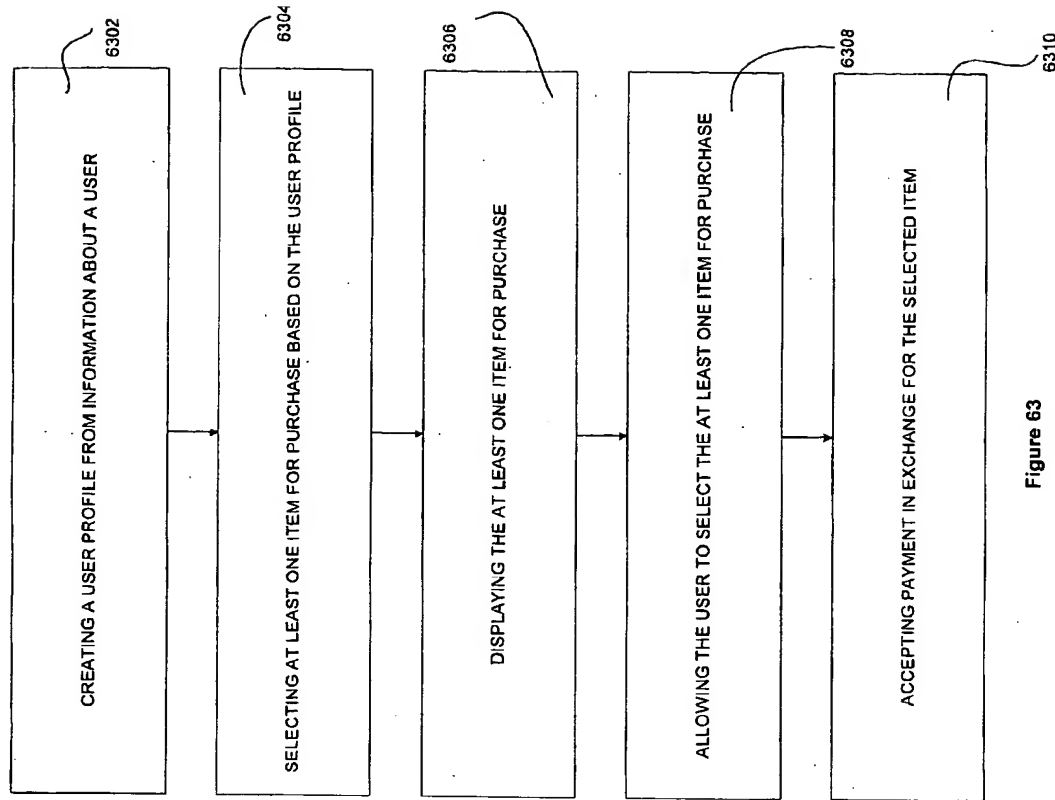 CREATING A USER PROFILE FROM INFORMATION ABOUT A USER
6302
SELECTING AT LEAST ONE ITEM FOR PURCHASE BASED ON THE USER PROFILE
6304
DISPLAYING THE AT LEAST ONE ITEM FOR PURCHASE
6306
ALLOWING THE USER TO SELECT THE AT LEAST ONE ITEM FOR PURCHASE
6308
ACCEPTING PAYMENT IN EXCHANGE FOR THE SELECTED ITEM
6310
Figure 63